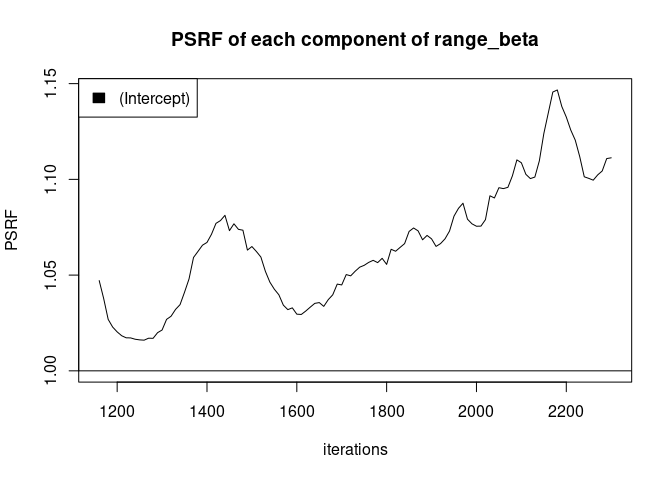 PSRF of each component of range_beta
(Intercept)
PSRF
1.15
1.10
1.05
1.00
1200 1400 1600 1800 2000 2200
iterations